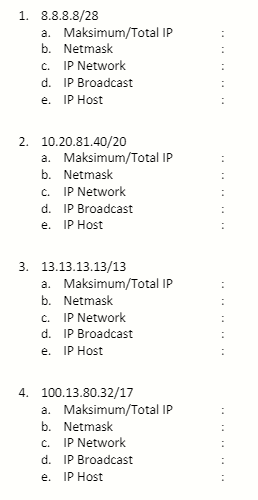 1. 8.8.8.8/28
a. Maksimum/Total IP :
b. Netmask :
c. IP Network :
d. IP Broadcast :
e. IP Host :
2. 10.20.81.40/20
a. Maksimum/Total IP :
b. Netmask :
c. IP Network :
d. IP Broadcast :
e. IP Host :
3. 13.13.13.13/13
a. Maksimum/Total IP :
b. Netmask :
c. IP Network :
d. IP Broadcast :
e. IP Host :
4. 100.13.80.32/17
a. Maksimum/Total IP :
b. Netmask :
c. IP Network :
d. IP Broadcast :
e. IP Host :